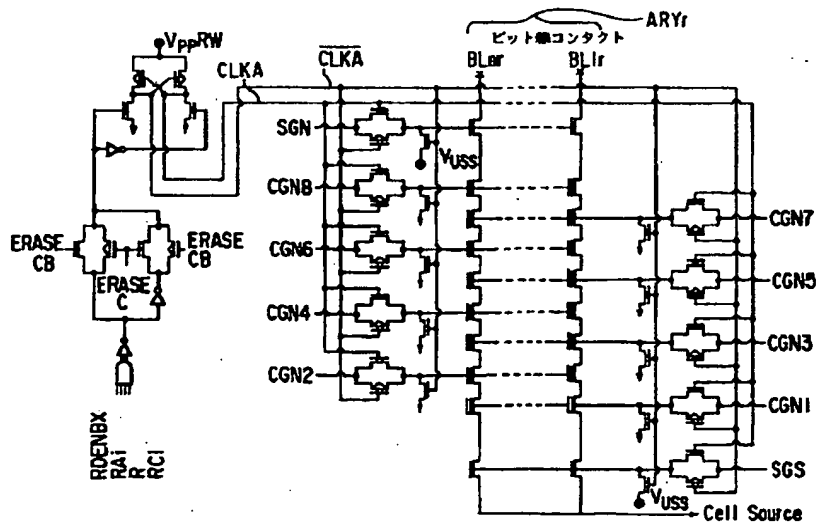 ARYr
ビット線コンタクト
VPPRW
CLKA
CLKA
BLar
BLlr
SGN
VUSS
CGN8
CGN7
ERASE
CB
ERASE
CB
CGN6
ERASE
C
CGN5
CGN4
CGN3
CGN2
CGN1
RDENBX
RAi
R
RCi
SGS
VUSS
Cell Source